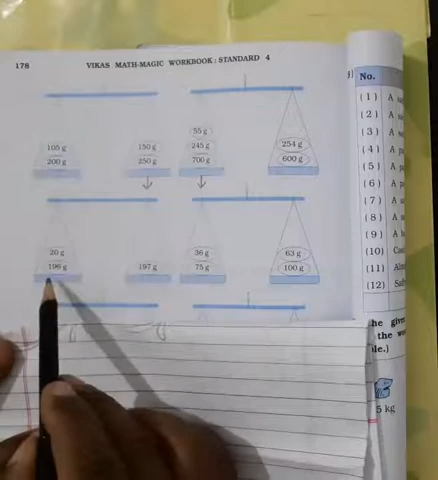 178
VIKAS MATH-MAGIC WORKBOOK : STANDARD 4
105 g
200 g
150 g
250 g
55 g
245 g
700 g
254 g
600 g
20 g
196 g
197 g
36 g
75 g
63 g
100 g
No.
(1) A
(2) A
(3) A
(4) A
(5) A
(6) A
(7) A
(8) A
(9) A
(10)
(11)
(12)
the
5 kg